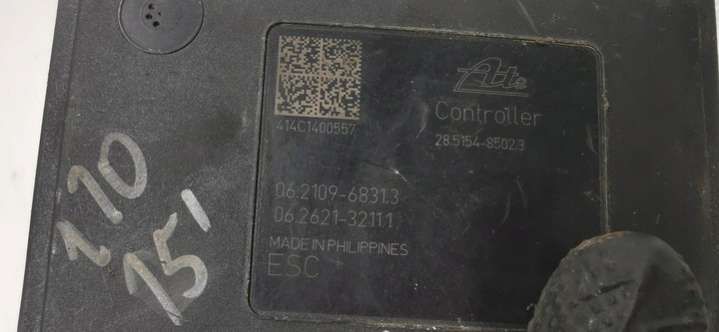 Ate
Controller
28.5154-8502.3
414C1400557
06.2109-6831.3
06.2621-3211.1
MADE IN PHILIPPINES
ESC
110
15'